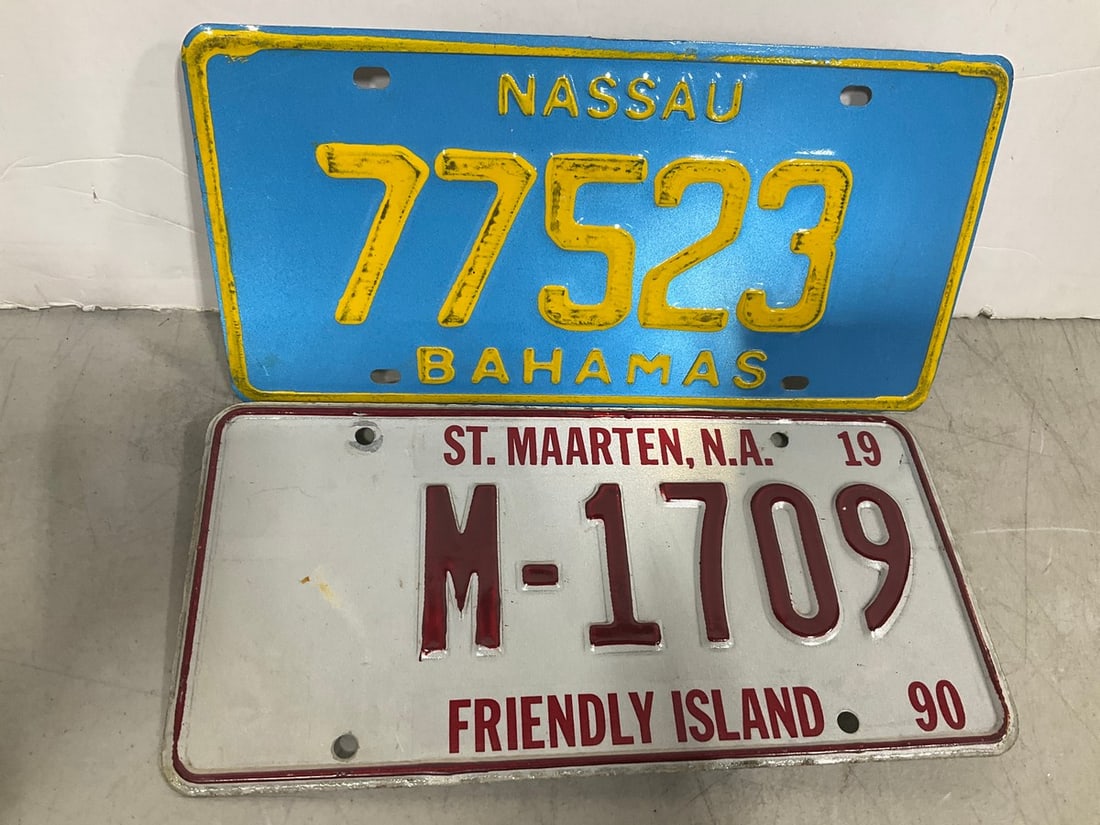 NASSAU
77523
BAHAMAS
ST. MAARTEN, N.A. 19
M-1709
FRIENDLY ISLAND 90